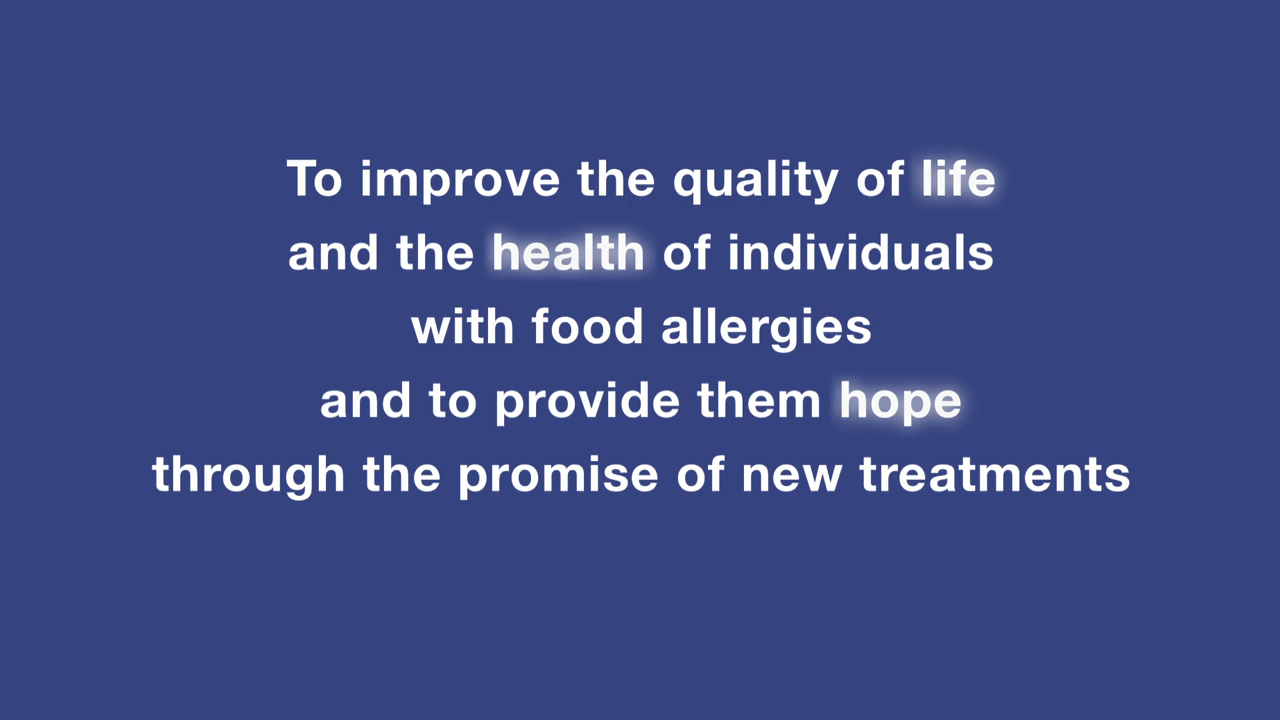 To improve the quality of life
and the health of individuals
with food allergies
and to provide them hope
through the promise of new treatments